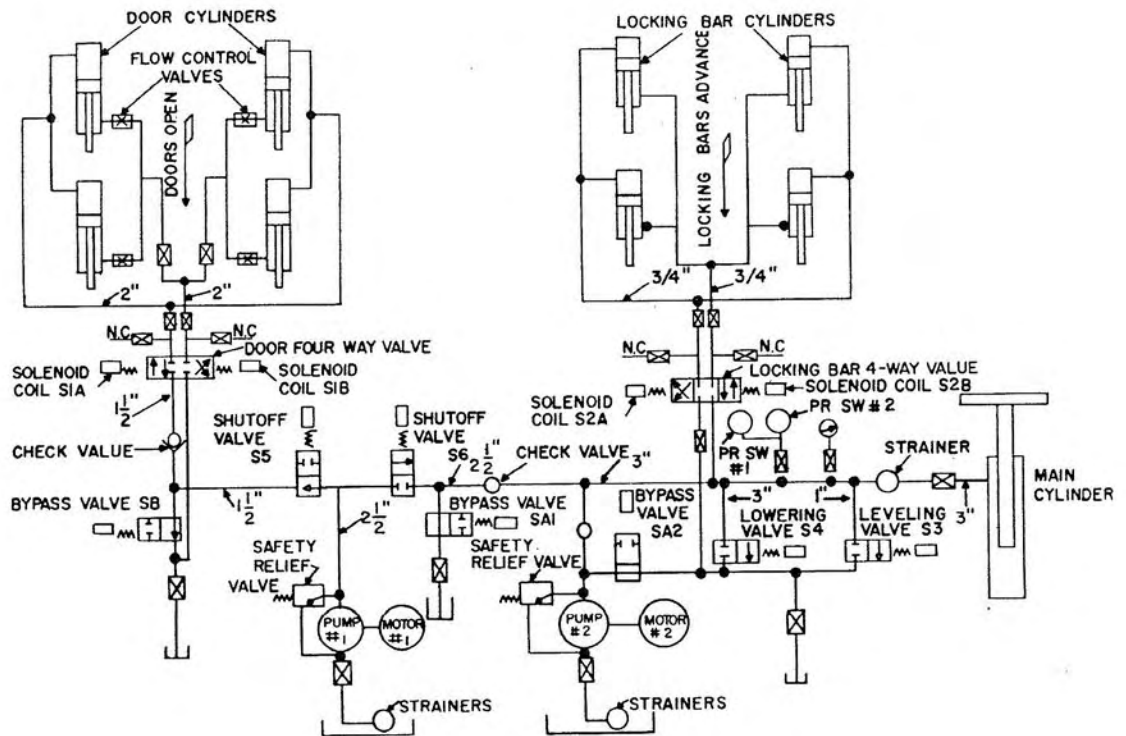 DOOR CYLINDERS
FLOW CONTROL
VALVES
DOORS OPEN
2"
2"
N.C
N.C
DOOR FOUR WAY VALVE
SOLENOID
COIL S1A
SOLENOID
COIL S1B
1 1/2"
CHECK VALUE
BYPASS VALVE S8
1 1/2"
SHUTOFF
VALVE
S5
SHUTOFF
VALVE
S6
2 1/2"
2 1/2"
CHECK VALVE
3"
BYPASS VALVE
SA1
SAFETY
RELIEF
VALVE
PUMP
#1
MOTOR
#1
STRAINERS
LOCKING BAR CYLINDERS
LOCKING BARS ADVANCE
3/4"
3/4"
N.C
N.C
LOCKING BAR 4-WAY VALUE
SOLENOID
COIL S2A
SOLENOID COIL S2B
PR SW #2
PR SW
#1
STRAINER
MAIN
CYLINDER
3"
BYPASS
VALVE
SA2
3"
1"
LOWERING
VALVE S4
LEVELING
VALVE S3
SAFETY
RELIEF VALVE
PUMP
#2
MOTOR
#2
STRAINERS